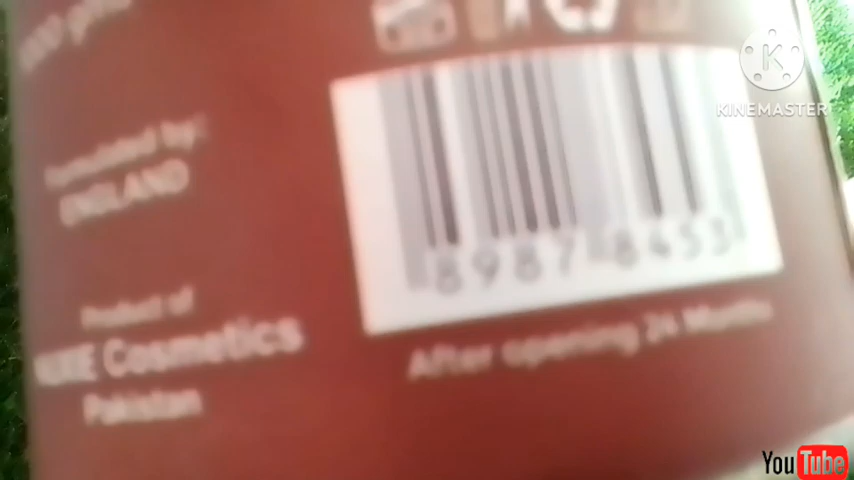 KINEMASTER
Formulated by:
ENGLAND
8987 8453
Product of
Cosmetics
Pakistan
After opening 24 Months
YouTube